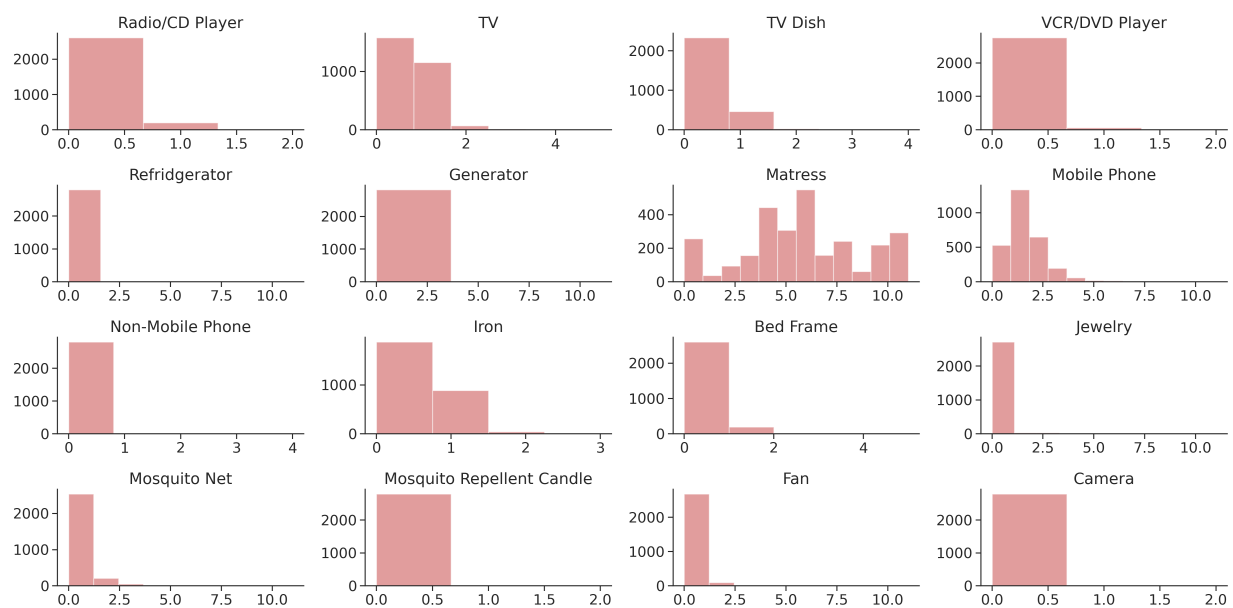 Radio/CD Player TV TV Dish VCR/DVD Player
2000 1000 2000 2000
1000 1000 1000
0 0 0 0
0.0 0.5 1.0 1.5 2.0 0 2 4 0 1 2 3 4 0.0 0.5 1.0 1.5 2.0
Refridgerator Generator Matress Mobile Phone
2000 2000 400 1000
1000 1000 200 500
0 0 0 0
0.0 2.5 5.0 7.5 10.0 0.0 2.5 5.0 7.5 10.0 0.0 2.5 5.0 7.5 10.0 0.0 2.5 5.0 7.5 10.0
Non-Mobile Phone Iron Bed Frame Jewelry
2000 1000 2000 2000
1000 1000 1000
0 0 0 0
0 1 2 3 4 0 1 2 3 0 2 4 0.0 2.5 5.0 7.5 10.0
Mosquito Net Mosquito Repellent Candle Fan Camera
2000 2000 2000 2000
1000 1000 1000 1000
0 0 0 0
0.0 2.5 5.0 7.5 10.0 0.0 0.5 1.0 1.5 2.0 0.0 2.5 5.0 7.5 10.0 0.0 0.5 1.0 1.5 2.0